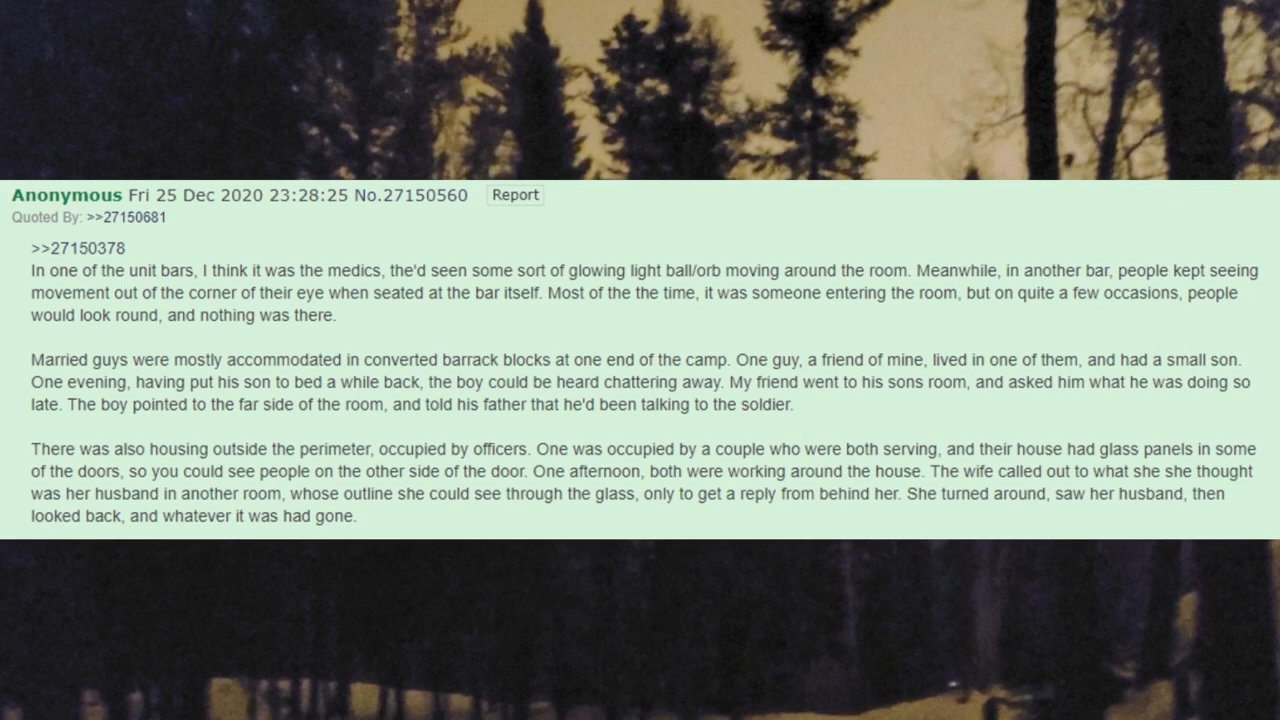 Anonymous Fri 25 Dec 2020 23:28:25 No.27150560 Report
Quoted By: >>27150681
>>27150378
In one of the unit bars, I think it was the medics, the'd seen some sort of glowing light ball/orb moving around the room. Meanwhile, in another bar, people kept seeing
movement out of the corner of their eye when seated at the bar itself. Most of the the time, it was someone entering the room, but on quite a few occasions, people
would look round, and nothing was there.
Married guys were mostly accommodated in converted barrack blocks at one end of the camp. One guy, a friend of mine, lived in one of them, and had a small son.
One evening, having put his son to bed a while back, the boy could be heard chattering away. My friend went to his sons room, and asked him what he was doing so
late. The boy pointed to the far side of the room, and told his father that he'd been talking to the soldier.
There was also housing outside the perimeter, occupied by officers. One was occupied by a couple who were both serving, and their house had glass panels in some
of the doors, so you could see people on the other side of the door. One afternoon, both were working around the house. The wife called out to what she she thought
was her husband in another room, whose outline she could see through the glass, only to get a reply from behind her. She turned around, saw her husband, then
looked back, and whatever it was had gone.